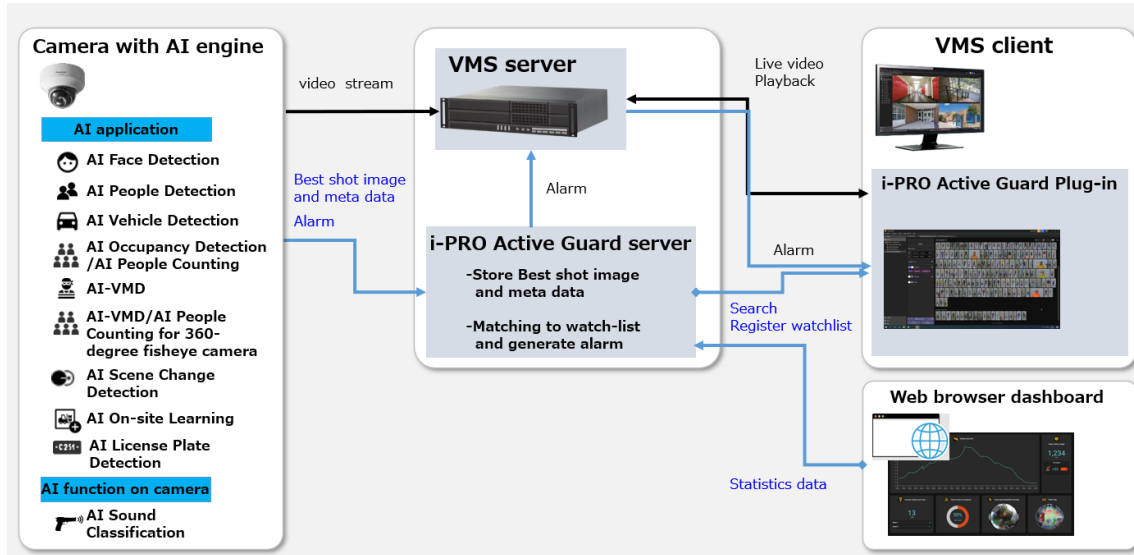 Camera with AI engine
AI application
AI Face Detection
AI People Detection
AI Vehicle Detection
AI Occupancy Detection
/AI People Counting
AI-VMD
AI-VMD/AI People
Counting for 360-
degree fisheye camera
AI Scene Change
Detection
AI On-site Learning
-C251-
AI License Plate
Detection
AI function on camera
AI Sound
Classification
video stream
Best shot image
and meta data
Alarm
VMS server
Alarm
i-PRO Active Guard server
-Store Best shot image
and meta data
-Matching to watch-list
and generate alarm
Live video
Playback
Alarm
Search
Register watchlist
Statistics data
VMS client
i-PRO Active Guard Plug-in
Web browser dashboard
1,234
13